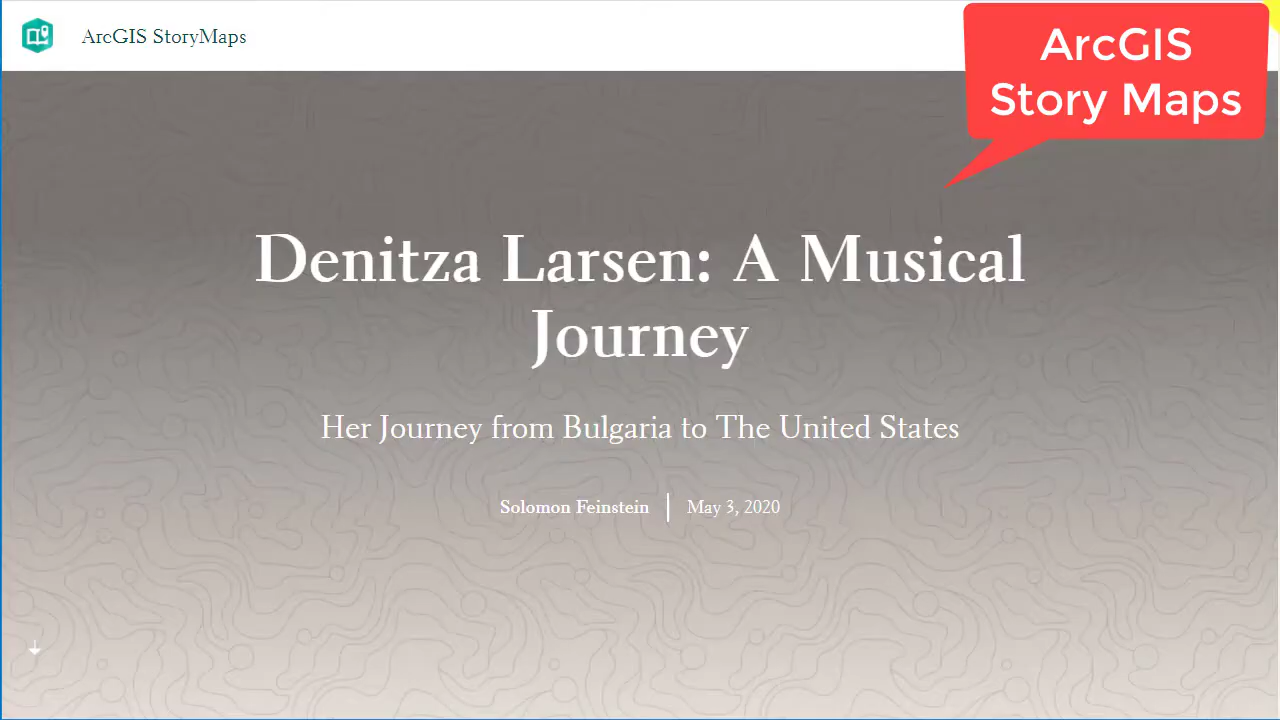 ArcGIS StoryMaps
ArcGIS
Story Maps
Denitza Larsen: A Musical
Journey
Her Journey from Bulgaria to The United States
Solomon Feinstein | May 3, 2020